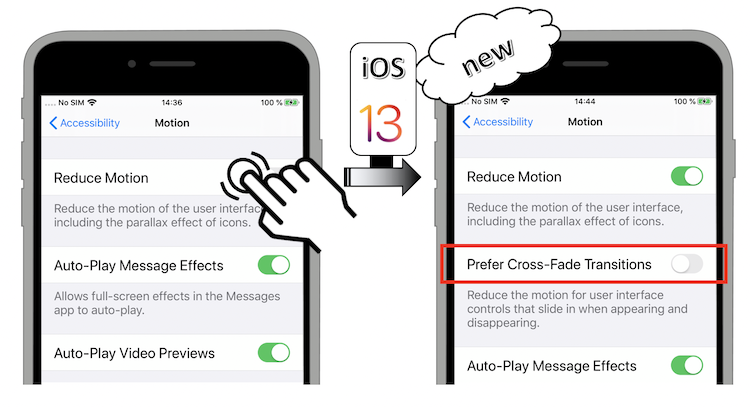 .... No SIM 14:36 100 %
Accessibility Motion
Reduce Motion
Reduce the motion of the user interface,
including the parallax effect of icons.
Auto-Play Message Effects
Allows full-screen effects in the Messages
app to auto-play.
Auto-Play Video Previews
iOS
13
new
No SIM 14:44 100 %
Accessibility Motion
Reduce Motion
Reduce the motion of the user interface,
including the parallax effect of icons.
Prefer Cross-Fade Transitions
Reduce the motion for user interface
controls that slide in when appearing and
disappearing.
Auto-Play Message Effects